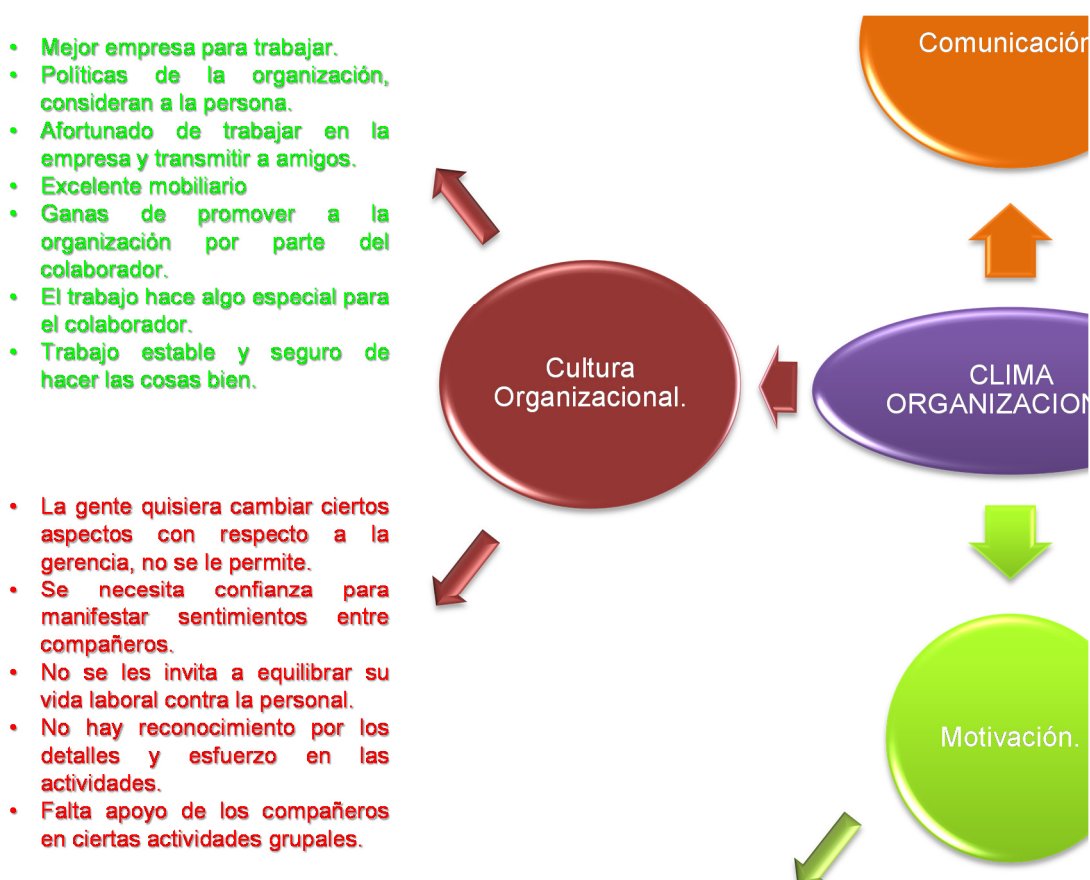 • Mejor empresa para trabajar.
• Políticas de la organización,
consideran a la persona.
• Afortunado de trabajar en la
empresa y transmitir a amigos.
• Excelente mobiliario
• Ganas de promover a la
organización por parte del
colaborador.
• El trabajo hace algo especial para
el colaborador.
• Trabajo estable y seguro de
hacer las cosas bien.
• La gente quisiera cambiar ciertos
aspectos con respecto a la
gerencia, no se le permite.
• Se necesita confianza para
manifestar sentimientos entre
compañeros.
• No se les invita a equilibrar su
vida laboral contra la personal.
• No hay reconocimiento por los
detalles y esfuerzo en las
actividades.
• Falta apoyo de los compañeros
en ciertas actividades grupales.
Cultura
Organizacional.
Comunicación
CLIMA
ORGANIZACION
Motivación.